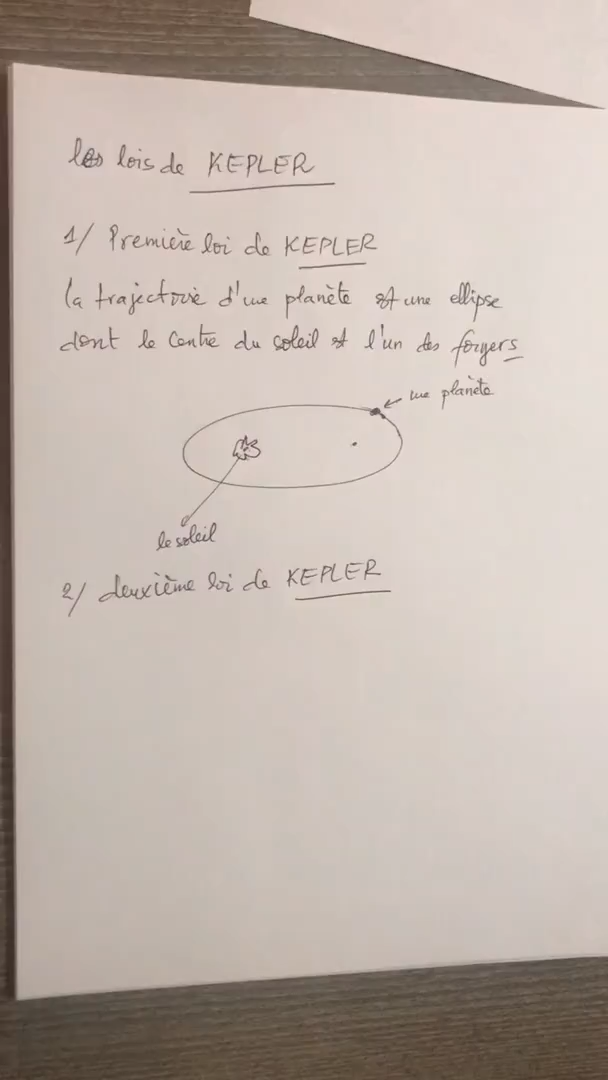 les lois de KEPLER
1/ Première loi de KEPLER
la trajectoire d'une planète est une ellipse
dont le centre du soleil est l'un des foyers
une planète
le soleil
2/ deuxième loi de KEPLER